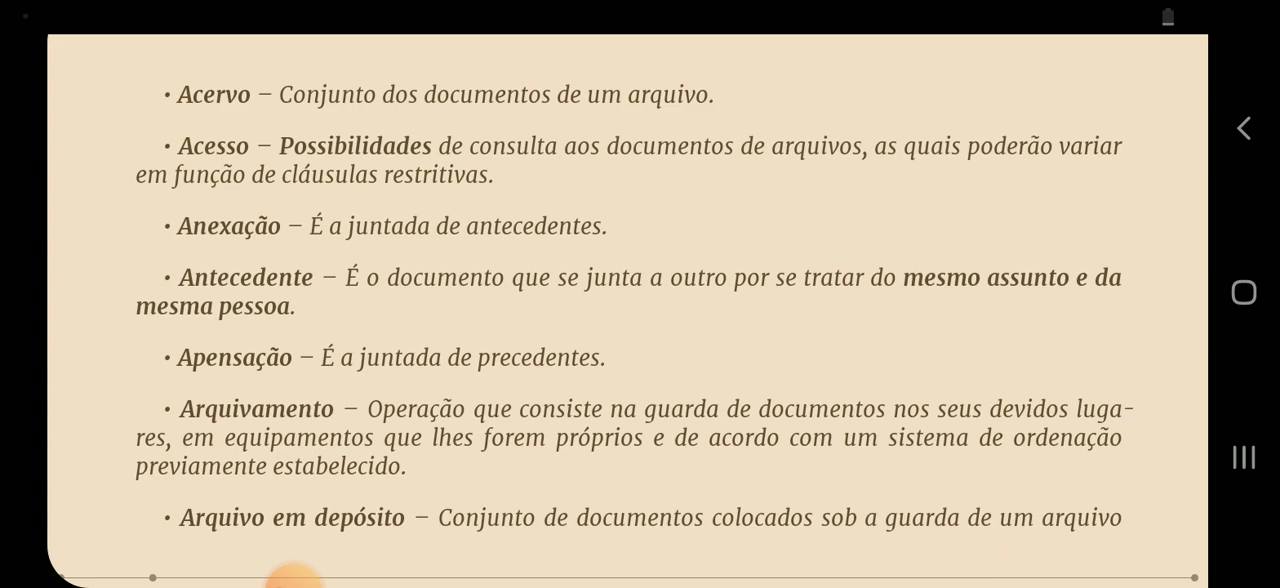 • Acervo – Conjunto dos documentos de um arquivo.
• Acesso – Possibilidades de consulta aos documentos de arquivos, as quais poderão variar
em função de cláusulas restritivas.
• Anexação – É a juntada de antecedentes.
• Antecedente – É o documento que se junta a outro por se tratar do mesmo assunto e da
mesma pessoa.
• Apensação – É a juntada de precedentes.
• Arquivamento – Operação que consiste na guarda de documentos nos seus devidos luga-
res, em equipamentos que lhes forem próprios e de acordo com um sistema de ordenação
previamente estabelecido.
• Arquivo em depósito – Conjunto de documentos colocados sob a guarda de um arquivo